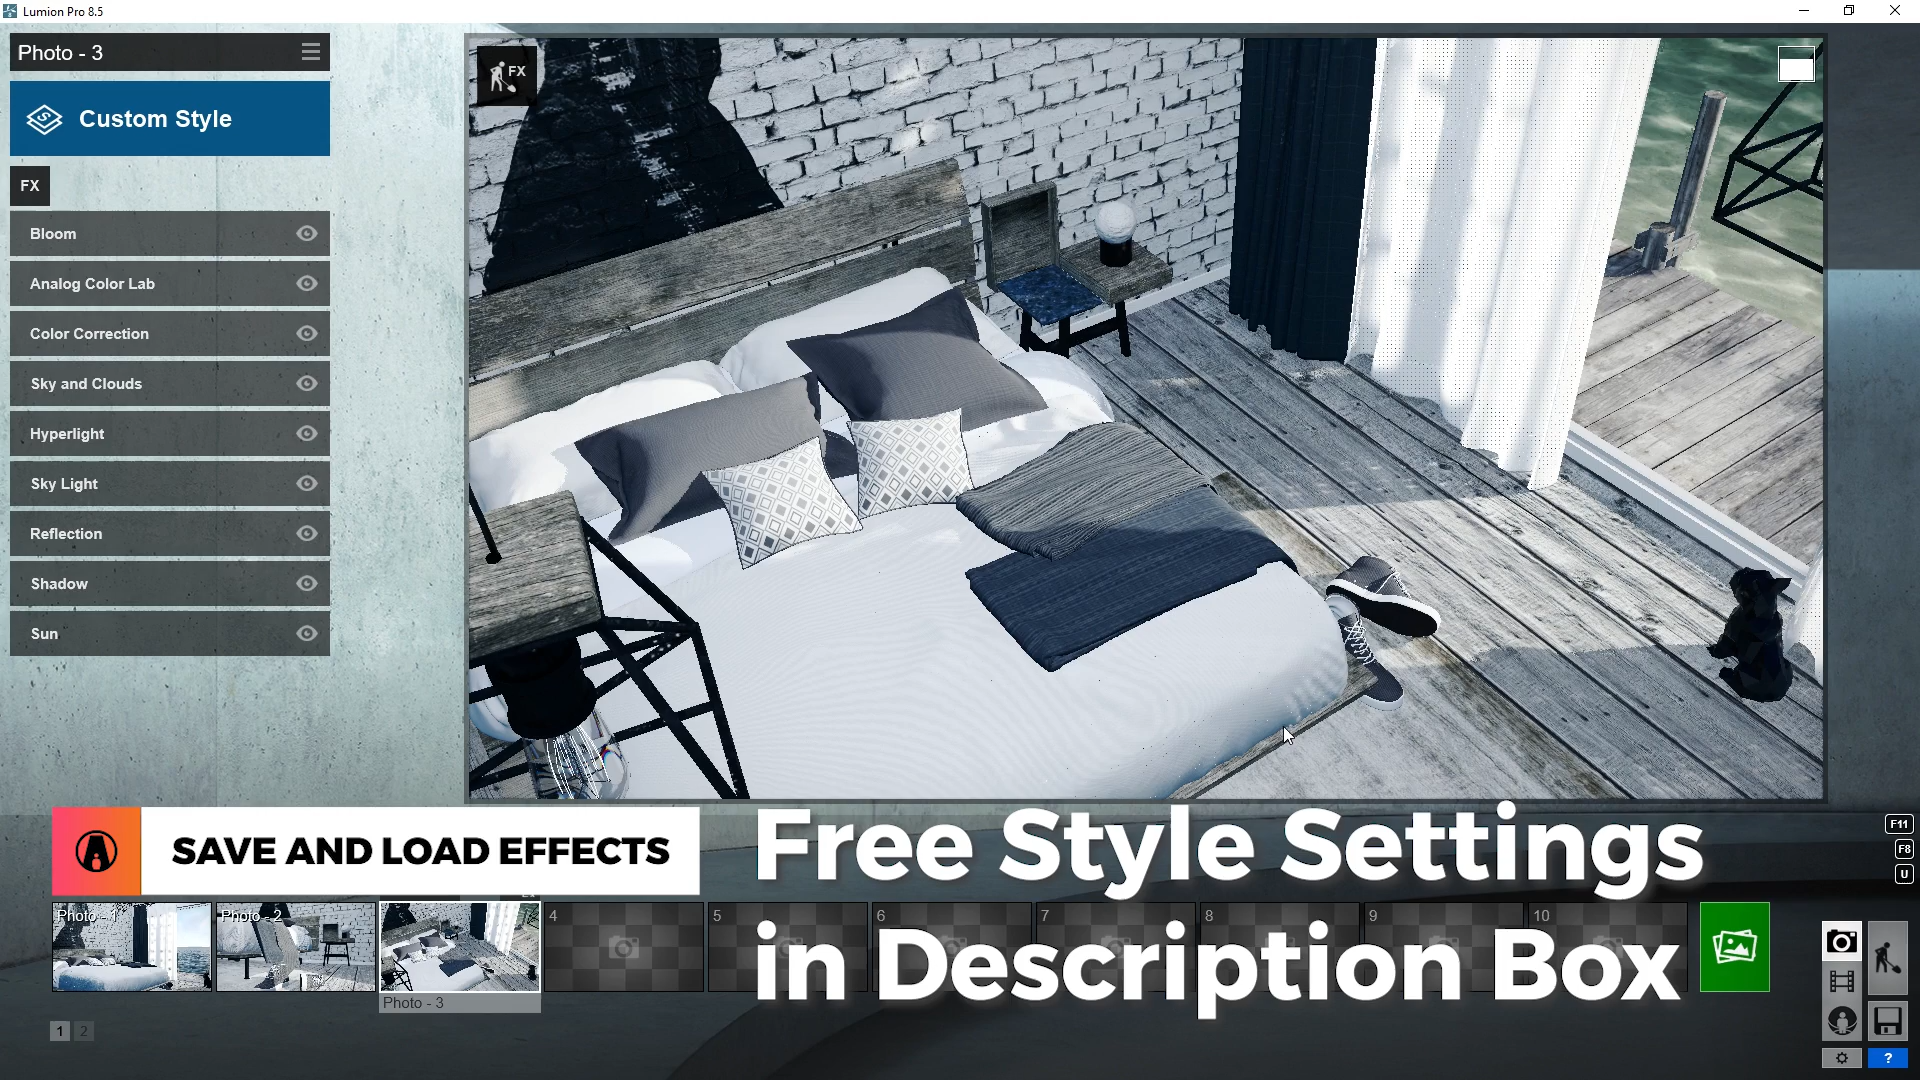 Lumion Pro 8.5
Photo - 3
Custom Style
FX
Bloom
Analog Color Lab
Color Correction
Sky and Clouds
Hyperlight
Sky Light
Reflection
Shadow
Sun
FX
SAVE AND LOAD EFFECTS
Free Style Settings
in Description Box
F11
F8
U
Photo - 1
Photo - 2
4
5
6
7
8
9
10
Photo - 3
1
2
?